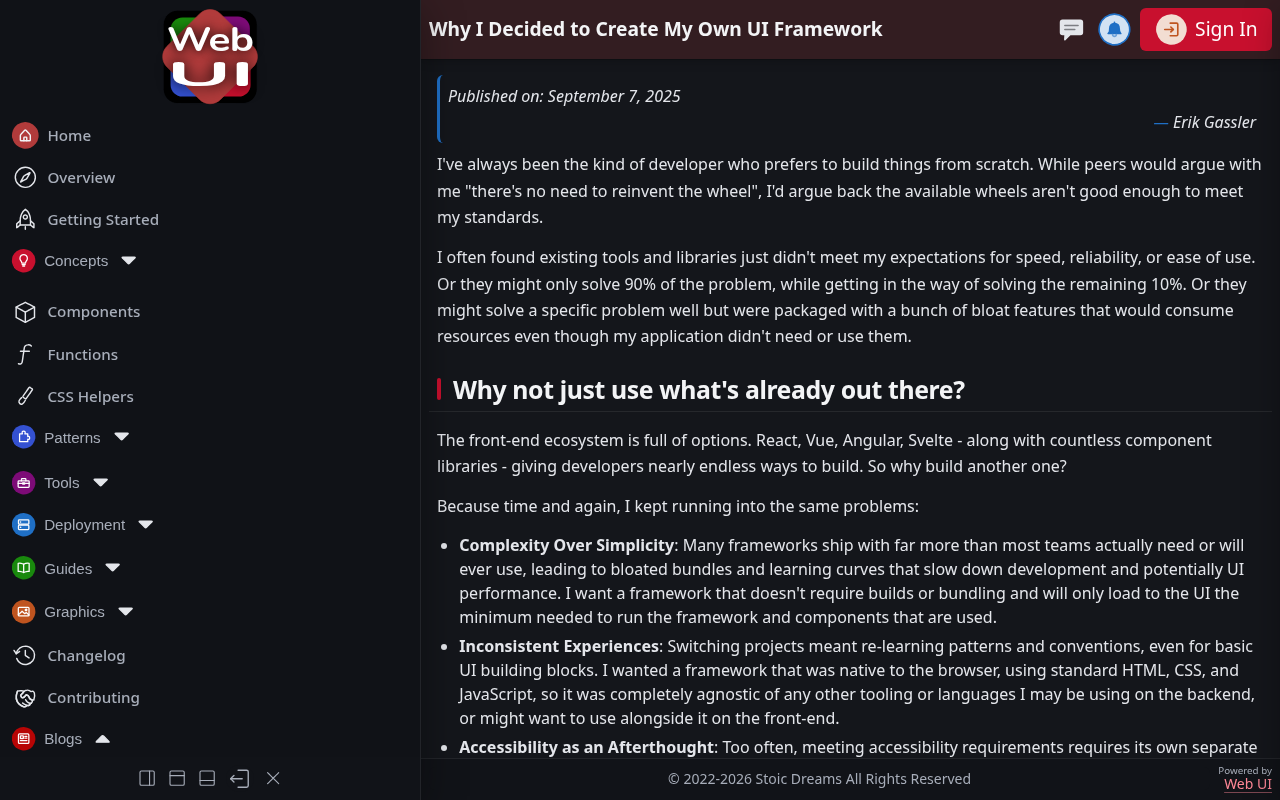 Web
UI
Home
Overview
Getting Started
Concepts
Components
Functions
CSS Helpers
Patterns
Tools
Deployment
Guides
Graphics
Changelog
Contributing
Blogs
Why I Decided to Create My Own UI Framework
Sign In
Published on: September 7, 2025
— Erik Gassler
I've always been the kind of developer who prefers to build things from scratch. While peers would argue with
me "there's no need to reinvent the wheel", I'd argue back the available wheels aren't good enough to meet
my standards.
I often found existing tools and libraries just didn't meet my expectations for speed, reliability, or ease of use.
Or they might only solve 90% of the problem, while getting in the way of solving the remaining 10%. Or they
might solve a specific problem well but were packaged with a bunch of bloat features that would consume
resources even though my application didn't need or use them.
Why not just use what's already out there?
The front-end ecosystem is full of options. React, Vue, Angular, Svelte - along with countless component
libraries - giving developers nearly endless ways to build. So why build another one?
Because time and again, I kept running into the same problems:
Complexity Over Simplicity: Many frameworks ship with far more than most teams actually need or will
ever use, leading to bloated bundles and learning curves that slow down development and potentially UI
performance. I want a framework that doesn't require builds or bundling and will only load to the UI the
minimum needed to run the framework and components that are used.
Inconsistent Experiences: Switching projects meant re-learning patterns and conventions, even for basic
UI building blocks. I wanted a framework that was native to the browser, using standard HTML, CSS, and
JavaScript, so it was completely agnostic of any other tooling or languages I may be using on the backend,
or might want to use alongside it on the front-end.
Accessibility as an Afterthought: Too often, meeting accessibility requirements requires its own separate
© 2022-2026 Stoic Dreams All Rights Reserved
Powered by
Web UI